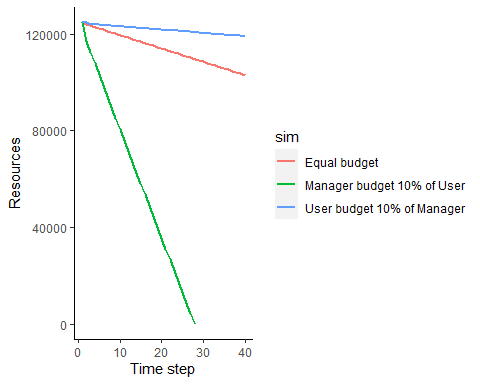 120000
80000
40000
0
Resources
0 10 20 30 40
Time step
sim
Equal budget
Manager budget 10% of User
User budget 10% of Manager